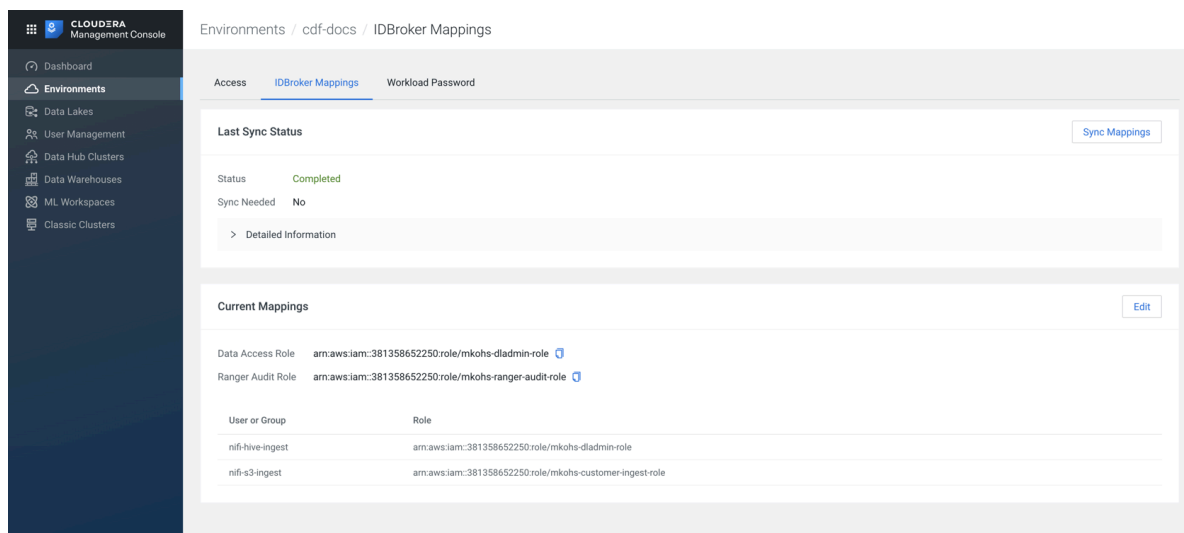 CLOUDERA
Management Console
Environments / cdf-docs / IDBroker Mappings
Dashboard
Environments
Data Lakes
User Management
Data Hub Clusters
Data Warehouses
ML Workspaces
Classic Clusters
Access IDBroker Mappings Workload Password
Last Sync Status Sync Mappings
Status Completed
Sync Needed No
> Detailed Information
Current Mappings Edit
Data Access Role arn:aws:iam::381358652250:role/mkohs-dladmin-role
Ranger Audit Role arn:aws:iam::381358652250:role/mkohs-ranger-audit-role
User or Group Role
nifi-hive-ingest arn:aws:iam::381358652250:role/mkohs-dladmin-role
nifi-s3-ingest arn:aws:iam::381358652250:role/mkohs-customer-ingest-role